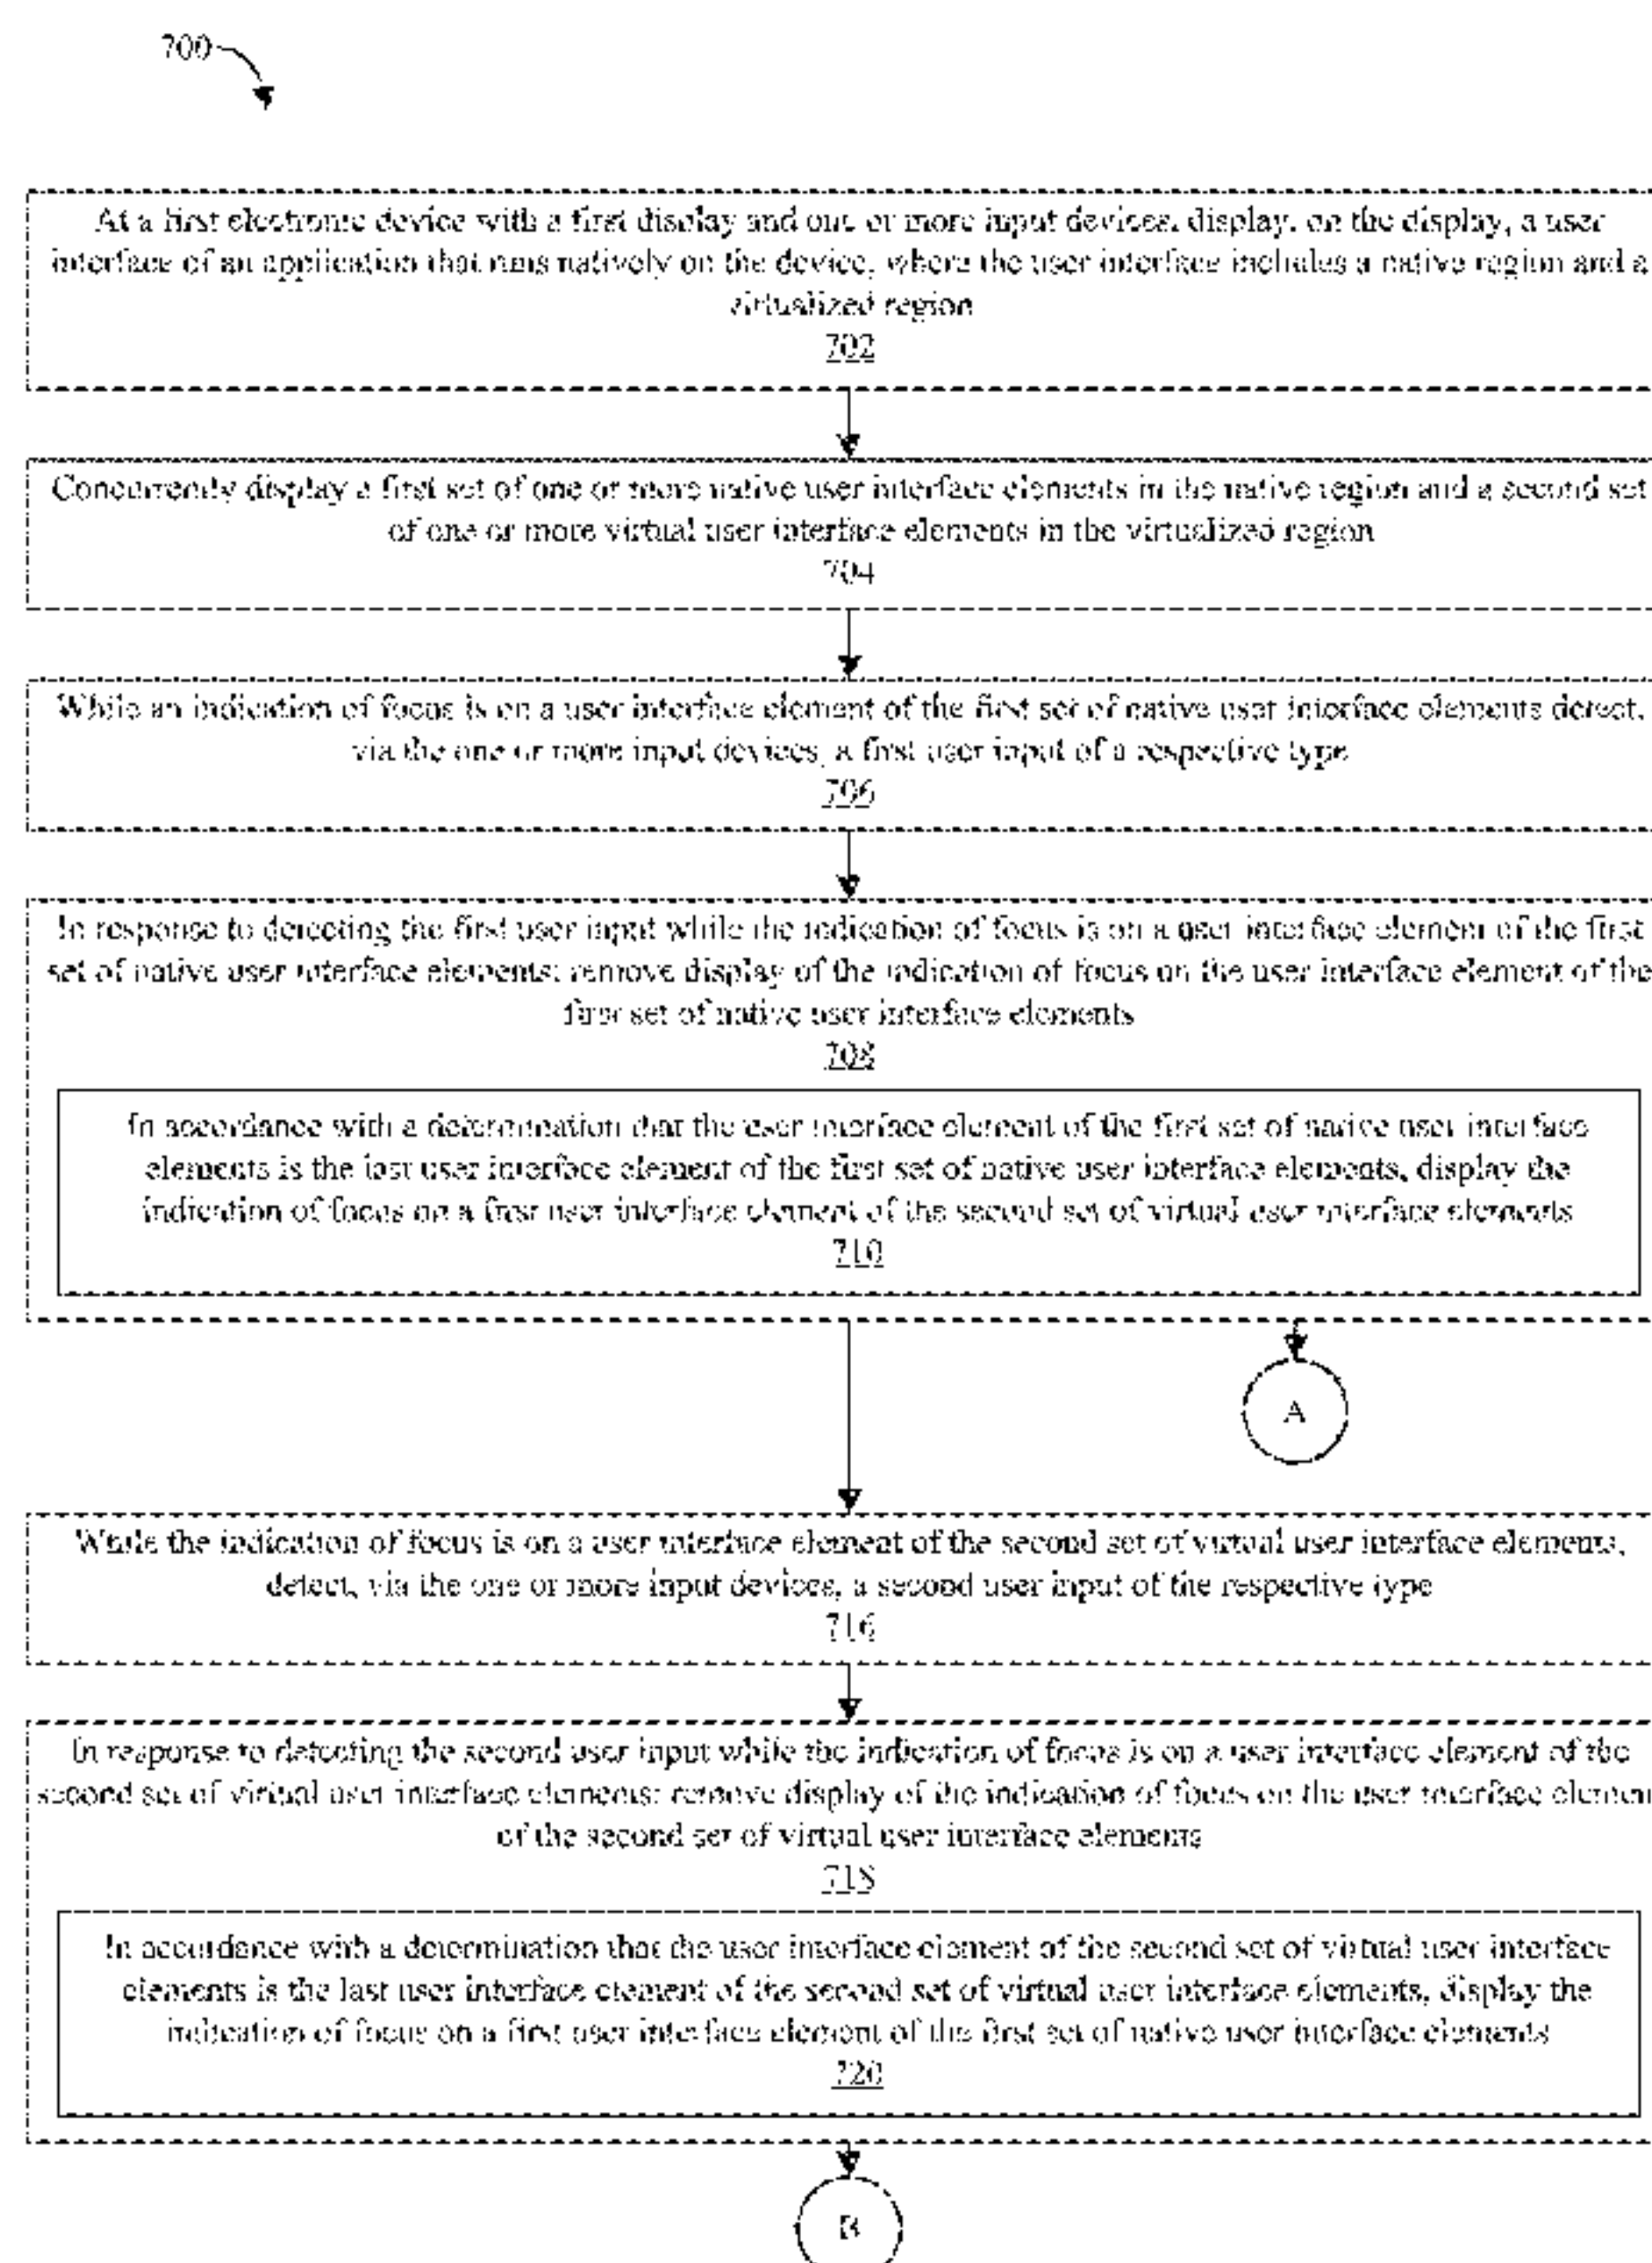 700
At a first electronic device with a first display and one or more input devices, display, on the display, a user
interface of an application that runs natively on the device, where the user interface includes a native region and a
virtualized region
702
Concurrently display a first set of one or more native user interface elements in the native region and a second set
of one or more virtual user interface elements in the virtualized region
704
While an indication of focus is on a user interface element of the first set of native user interface elements detect,
via the one or more input devices, a first user input of a respective type
706
In response to detecting the first user input while the indication of focus is on a user interface element of the first
set of native user interface elements: remove display of the indication of focus on the user interface element of the
first set of native user interface elements
708
In accordance with a determination that the user interface element of the first set of native user interface
elements is the last user interface element of the first set of native user interface elements, display the
indication of focus on a first user interface element of the second set of virtual user interface elements
710
A
While the indication of focus is on a user interface element of the second set of virtual user interface elements,
detect, via the one or more input devices, a second user input of the respective type
716
In response to detecting the second user input while the indication of focus is on a user interface element of the
second set of virtual user interface elements: remove display of the indication of focus on the user interface elemen
of the second set of virtual user interface elements
718
In accordance with a determination that the user interface element of the second set of virtual user interface
elements is the last user interface element of the second set of virtual user interface elements, display the
indication of focus on a first user interface element of the first set of native user interface elements
720
B